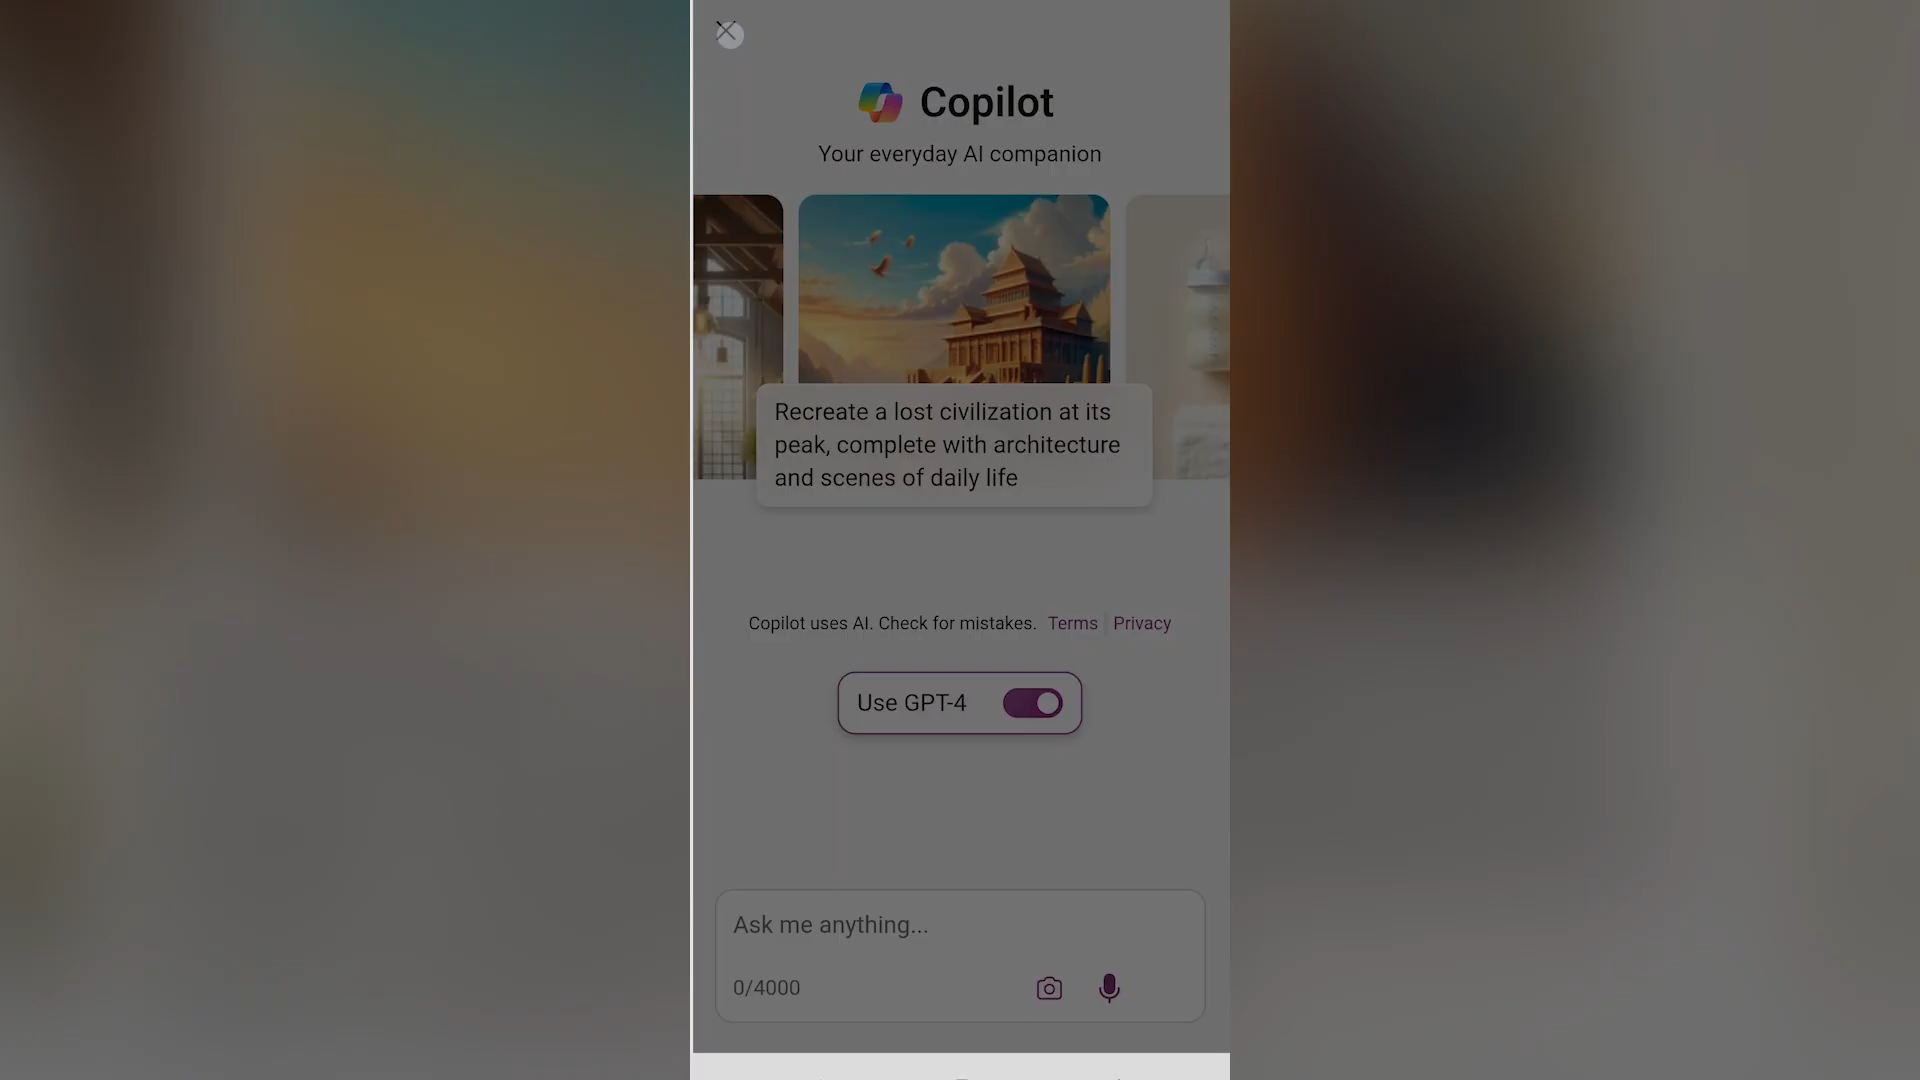 Copilot
Your everyday AI companion
Recreate a lost civilization at its
peak, complete with architecture
and scenes of daily life
Copilot uses AI. Check for mistakes. Terms Privacy
Use GPT-4
Ask me anything...
0/4000